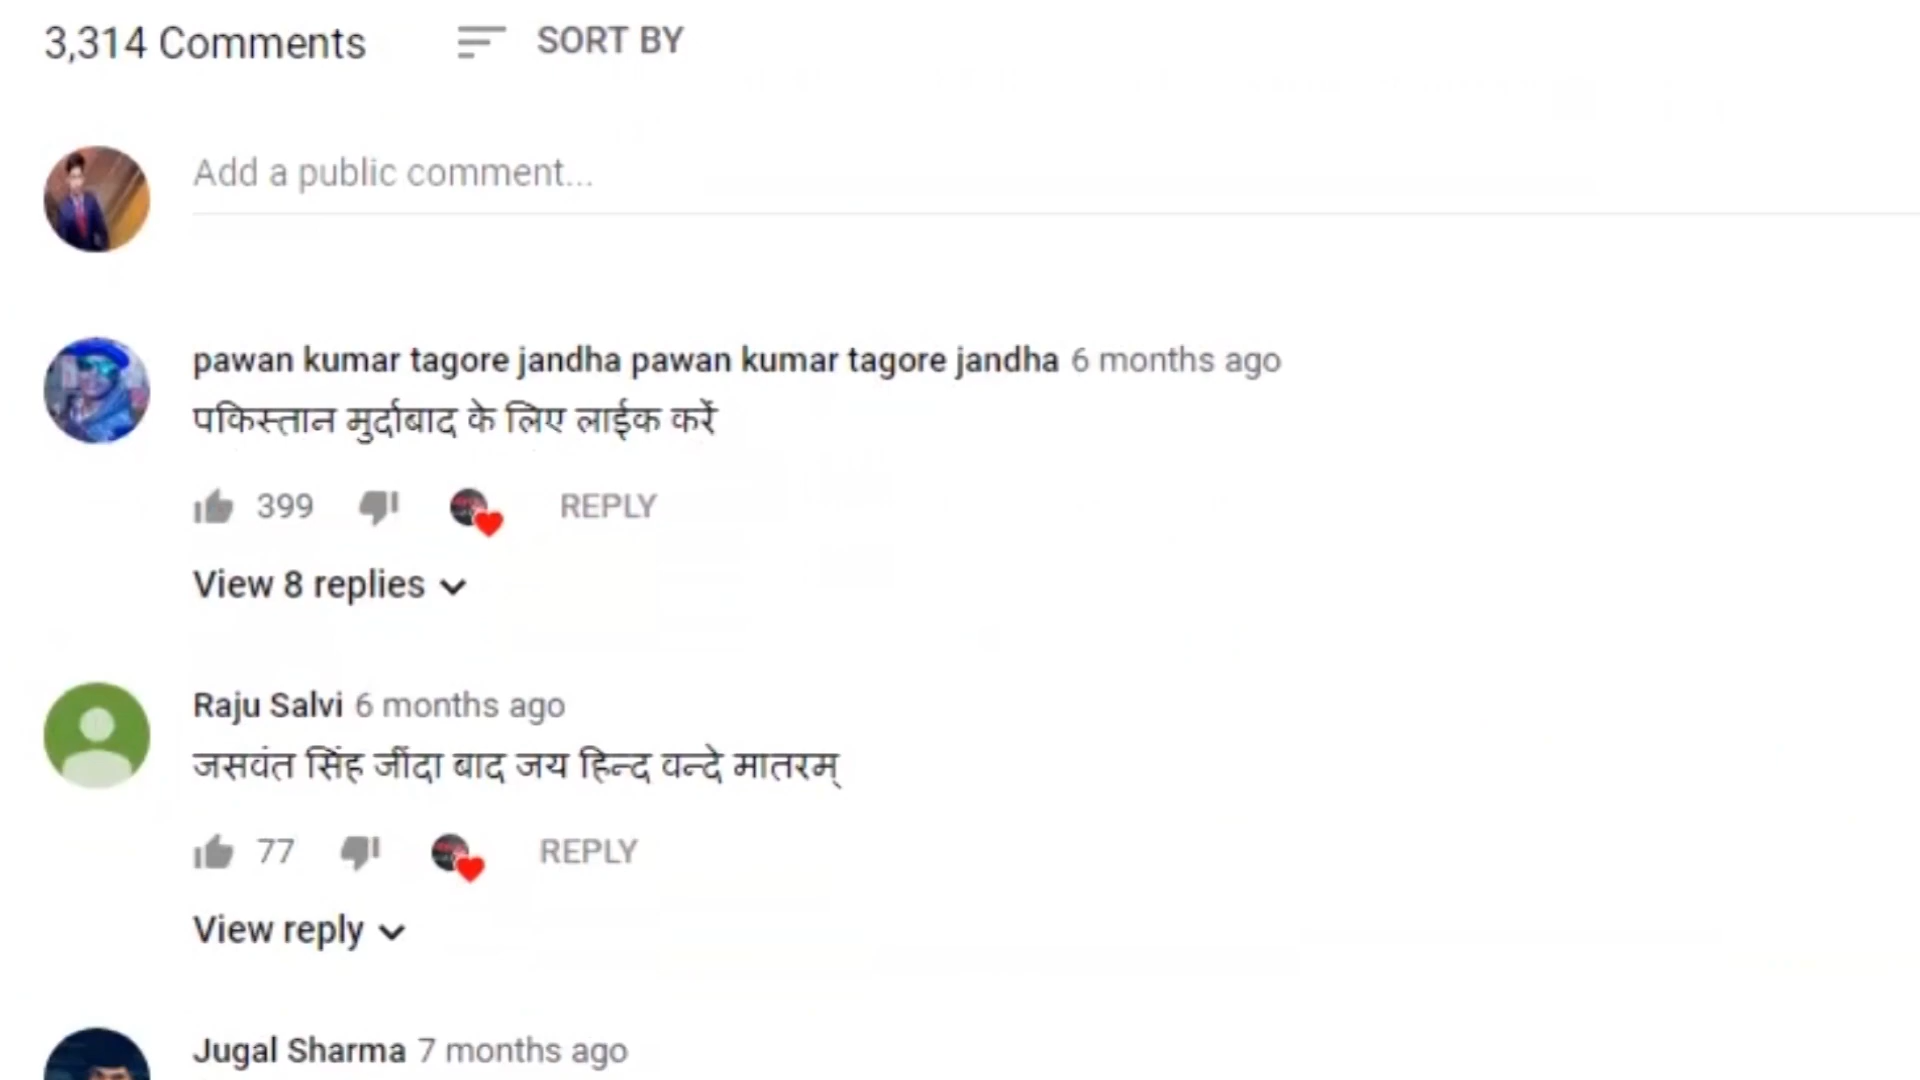 3,314 Comments SORT BY
Add a public comment...
pawan kumar tagore jandha pawan kumar tagore jandha 6 months ago
पकिस्तान मुर्दाबाद के लिए लाईक करें
399 REPLY
View 8 replies
Raju Salvi 6 months ago
जसवंत सिंह जींदा बाद जय हिन्द वन्दे मातरम्
77 REPLY
View reply
Jugal Sharma 7 months ago